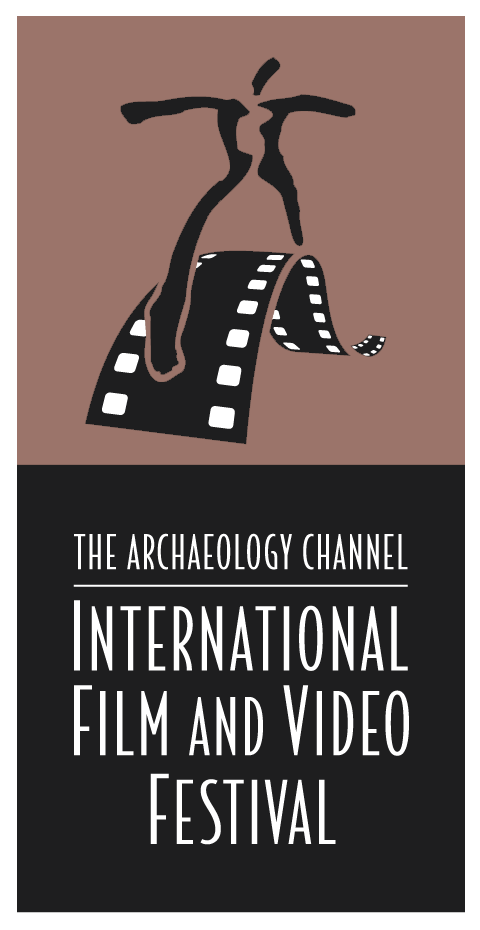 THE ARCHAEOLOGY CHANNEL
INTERNATIONAL
FILM AND VIDEO
FESTIVAL